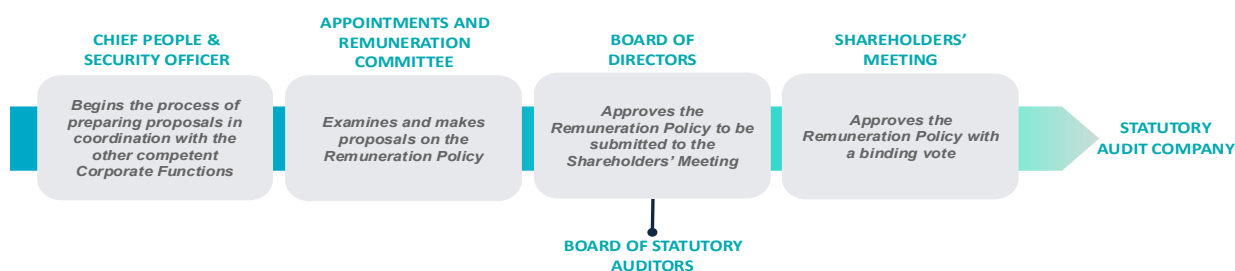 CHIEF PEOPLE &
SECURITY OFFICER
Begins the process of
preparing proposals in
coordination with the
other competent
Corporate Functions
APPOINTMENTS AND
REMUNERATION
COMMITTEE
Examines and makes
proposals on the
Remuneration Policy
BOARD OF
DIRECTORS
Approves the
Remuneration Policy to be
submitted to the
Shareholders' Meeting
BOARD OF STATUTORY
AUDITORS
SHAREHOLDERS'
MEETING
Approves the
Remuneration Policy with
a binding vote
STATUTORY
AUDIT COMPANY